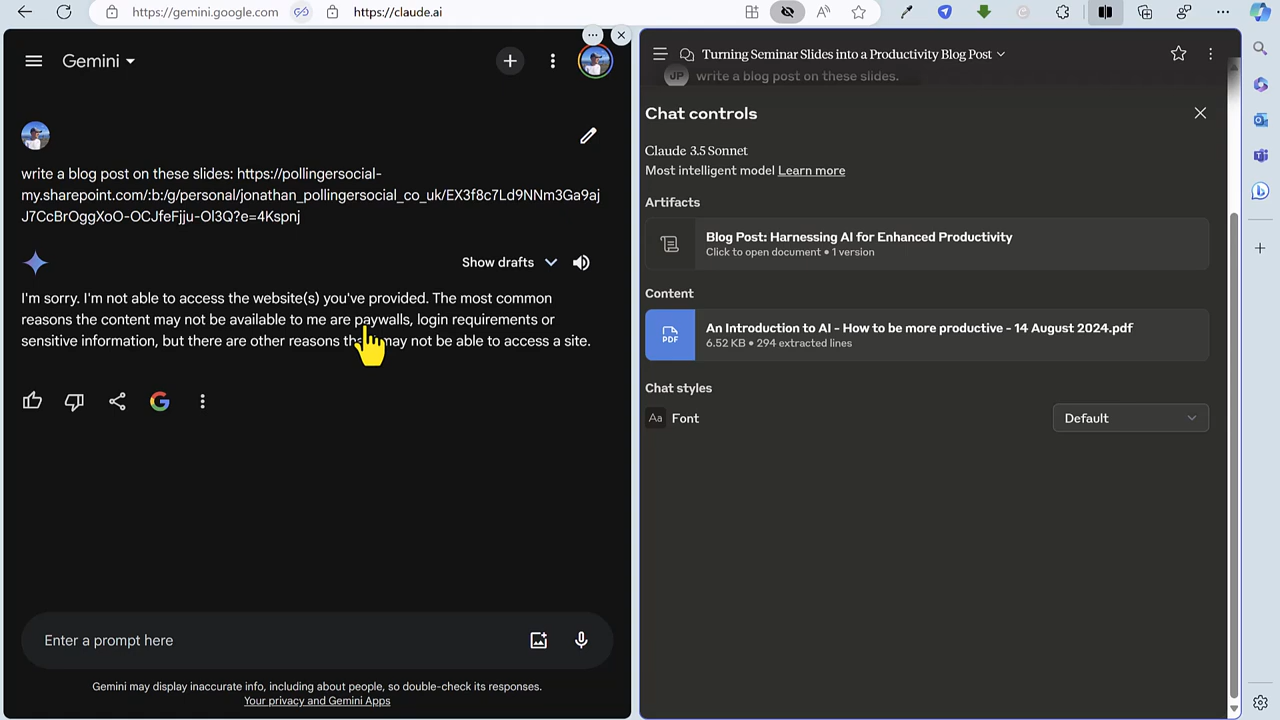 https://gemini.google.com
https://claude.ai
Gemini
write a blog post on these slides: https://pollingersocial-
my.sharepoint.com/:b:/g/personal/jonathan_pollingersocial_co_uk/EX3f8c7Ld9NNm3Ga9aj
J7CcBrOggXoO-OCJfeFjju-Ol3Q?e=4Kspnj
Show drafts
I'm sorry. I'm not able to access the website(s) you've provided. The most common
reasons the content may not be available to me are paywalls, login requirements or
sensitive information, but there are other reasons tha may not be able to access a site.
Enter a prompt here
Gemini may display inaccurate info, including about people, so double-check its responses.
Your privacy and Gemini Apps
Turning Seminar Slides into a Productivity Blog Post
JP
write a blog post on these slides.
Chat controls
Claude 3.5 Sonnet
Most intelligent model Learn more
Artifacts
Blog Post: Harnessing AI for Enhanced Productivity
Click to open document • 1 version
Content
PDF
An Introduction to AI - How to be more productive - 14 August 2024.pdf
6.52 KB • 294 extracted lines
Chat styles
Aa Font
Default